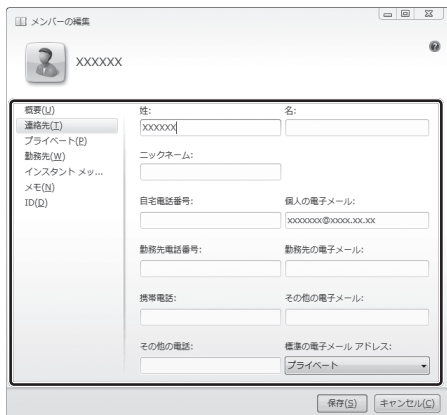 メンバーの編集
XXXXXX
概要(U)
連絡先(T)
プライベート(P)
勤務先(W)
インスタント メッ...
メモ(N)
ID(D)
姓:
名:
XXXXXX
ニックネーム:
自宅電話番号:
個人の電子メール:
xxxxxxx@xxxx.xx.xx
勤務先電話番号:
勤務先の電子メール:
携帯電話:
その他の電子メール:
その他の電話:
標準の電子メール アドレス:
プライベート
保存(S)
キャンセル(C)